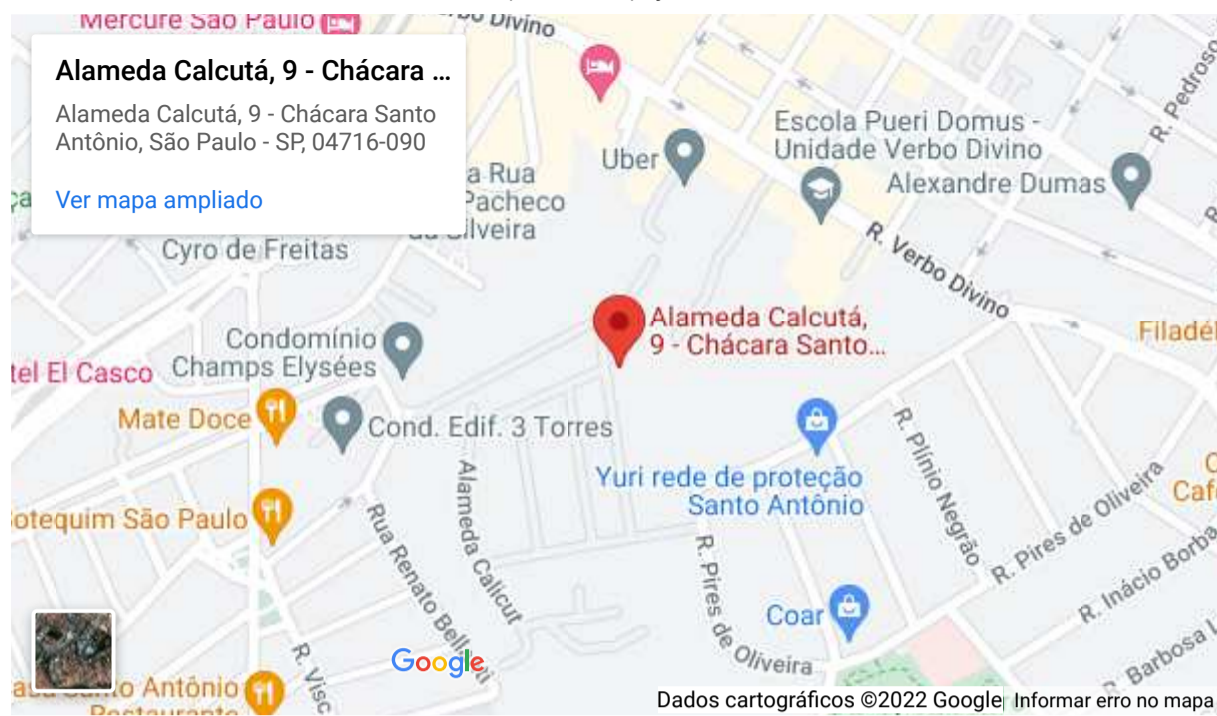 Mercure São Paulo
Verbo Divino
Alameda Calcutá, 9 - Chácara ...
Alameda Calcutá, 9 - Chácara Santo
Antônio, São Paulo - SP, 04716-090
Ver mapa ampliado
R. Pedroso
Escola Pueri Domus -
Unidade Verbo Divino
Uber
Alexandre Dumas
a Rua
Pacheco
da Silveira
Cyro de Freitas
R. Verbo Divino
Alameda Calcutá,
9 - Chácara Santo...
Filadél
Condomínio
Champs Elysées
tel El Casco
Mate Doce
Cond. Edif. 3 Torres
Yuri rede de proteção
Santo Antônio
R. Plínio Negrão
R. Pires de Oliveira
Caf
otequim São Paulo
Alameda Calicut
Rua Renato Bell
R. Pires de Oliveira
R. Inácio Borba
Coar
R. Barbosa L
R. Visc
Google
Santo Antônio
Restaurante
Dados cartográficos ©2022 Google
Informar erro no mapa